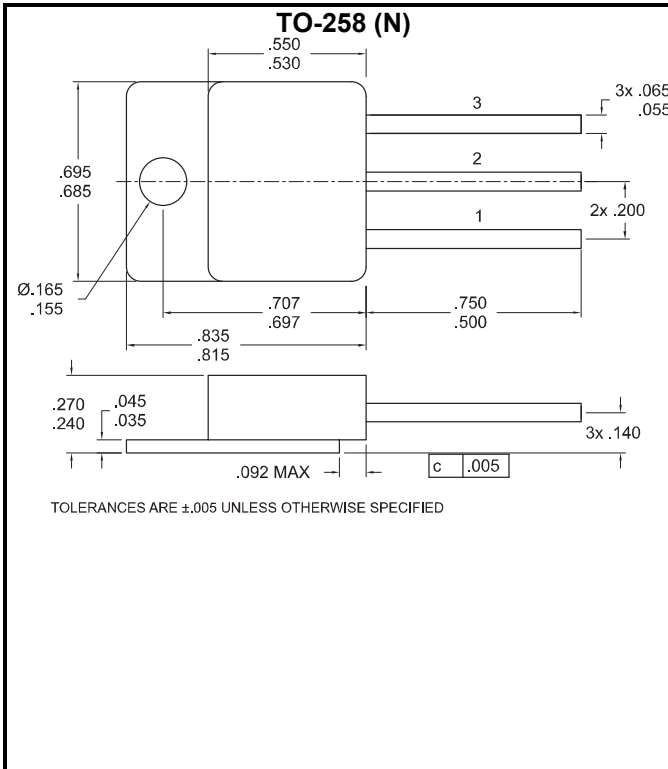 TO-258 (N)
.550
.530
3
3x .065
.055
.695
.685
2
2x .200
1
Ø.165
.155
.707
.697
.750
.500
.835
.815
.270
.240
.045
.035
3x .140
.092 MAX
c .005
TOLERANCES ARE ±.005 UNLESS OTHERWISE SPECIFIED